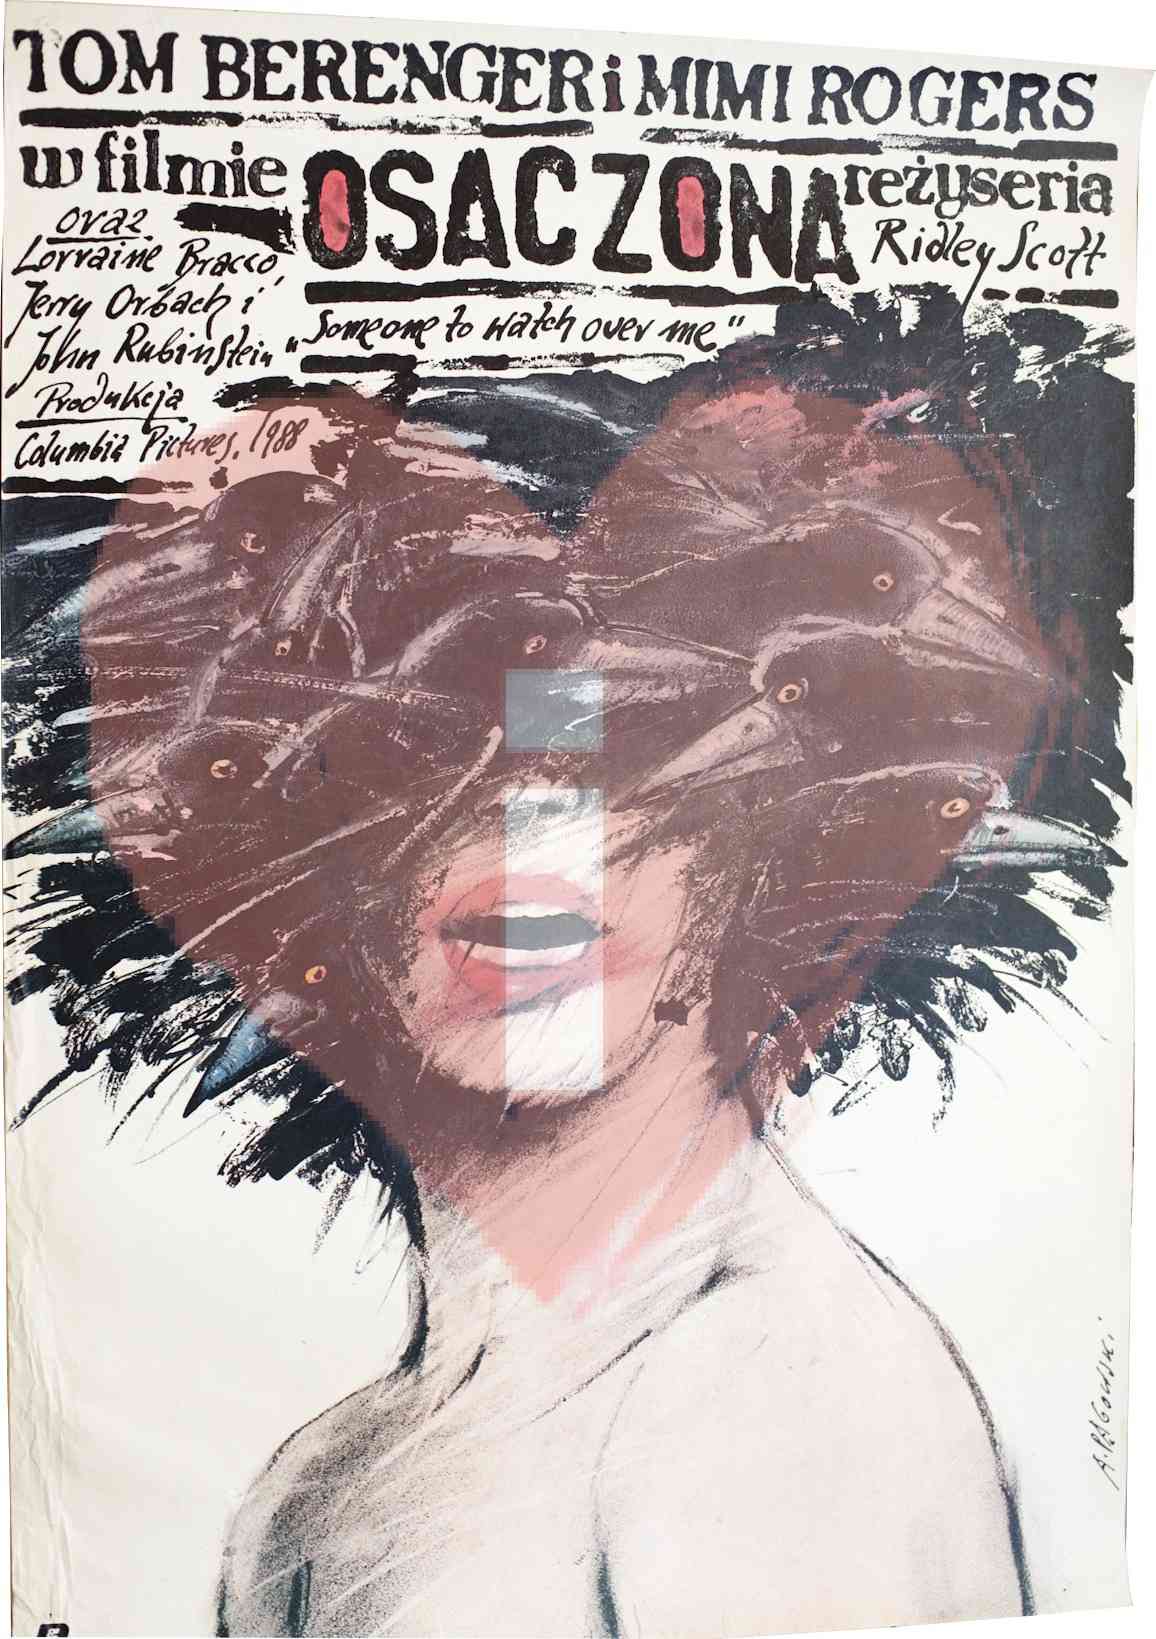 TOM BERENGER i MIMI ROGERS
w filmie OSACZONA reżyseria
Ridley Scott
oraz
Lorraine Bracco,
Jerry Orbach i
John Rubinstein
"Someone to watch over me"
Produkcja
Columbia Pictures, 1988
i
A. PĄGOWSKI